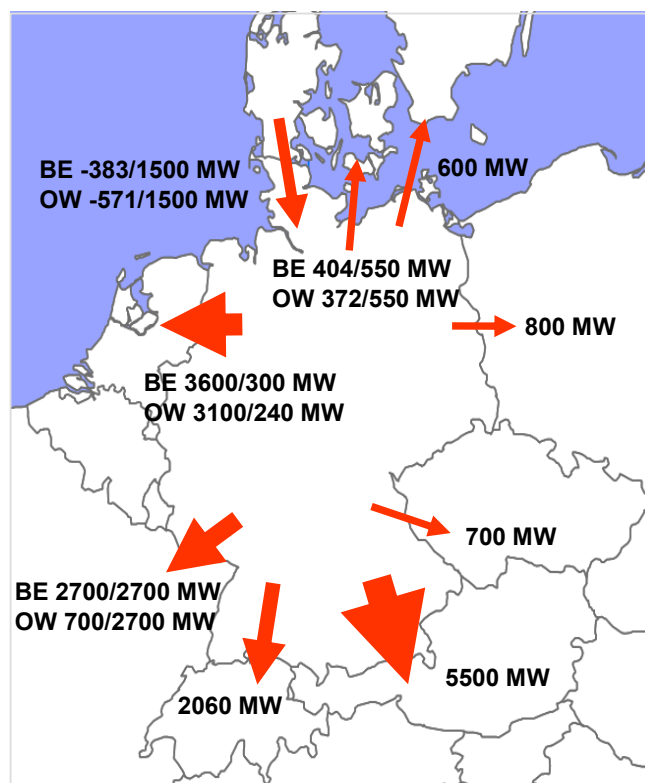 BE -383/1500 MW
OW -571/1500 MW
600 MW
BE 404/550 MW
OW 372/550 MW
800 MW
BE 3600/300 MW
OW 3100/240 MW
700 MW
BE 2700/2700 MW
OW 700/2700 MW
5500 MW
2060 MW